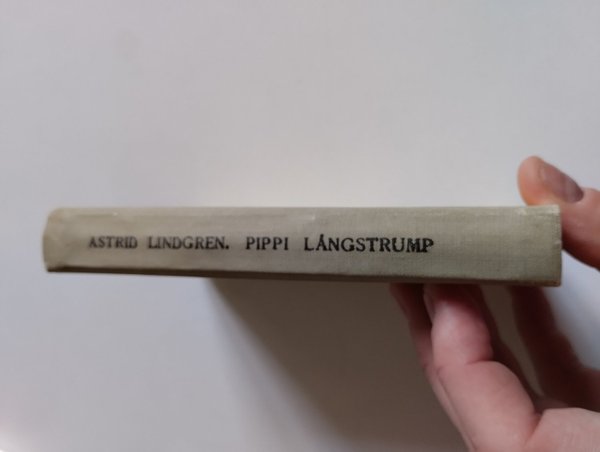 ASTRID LINDGREN. PIPPI LÅNGSTRUMP